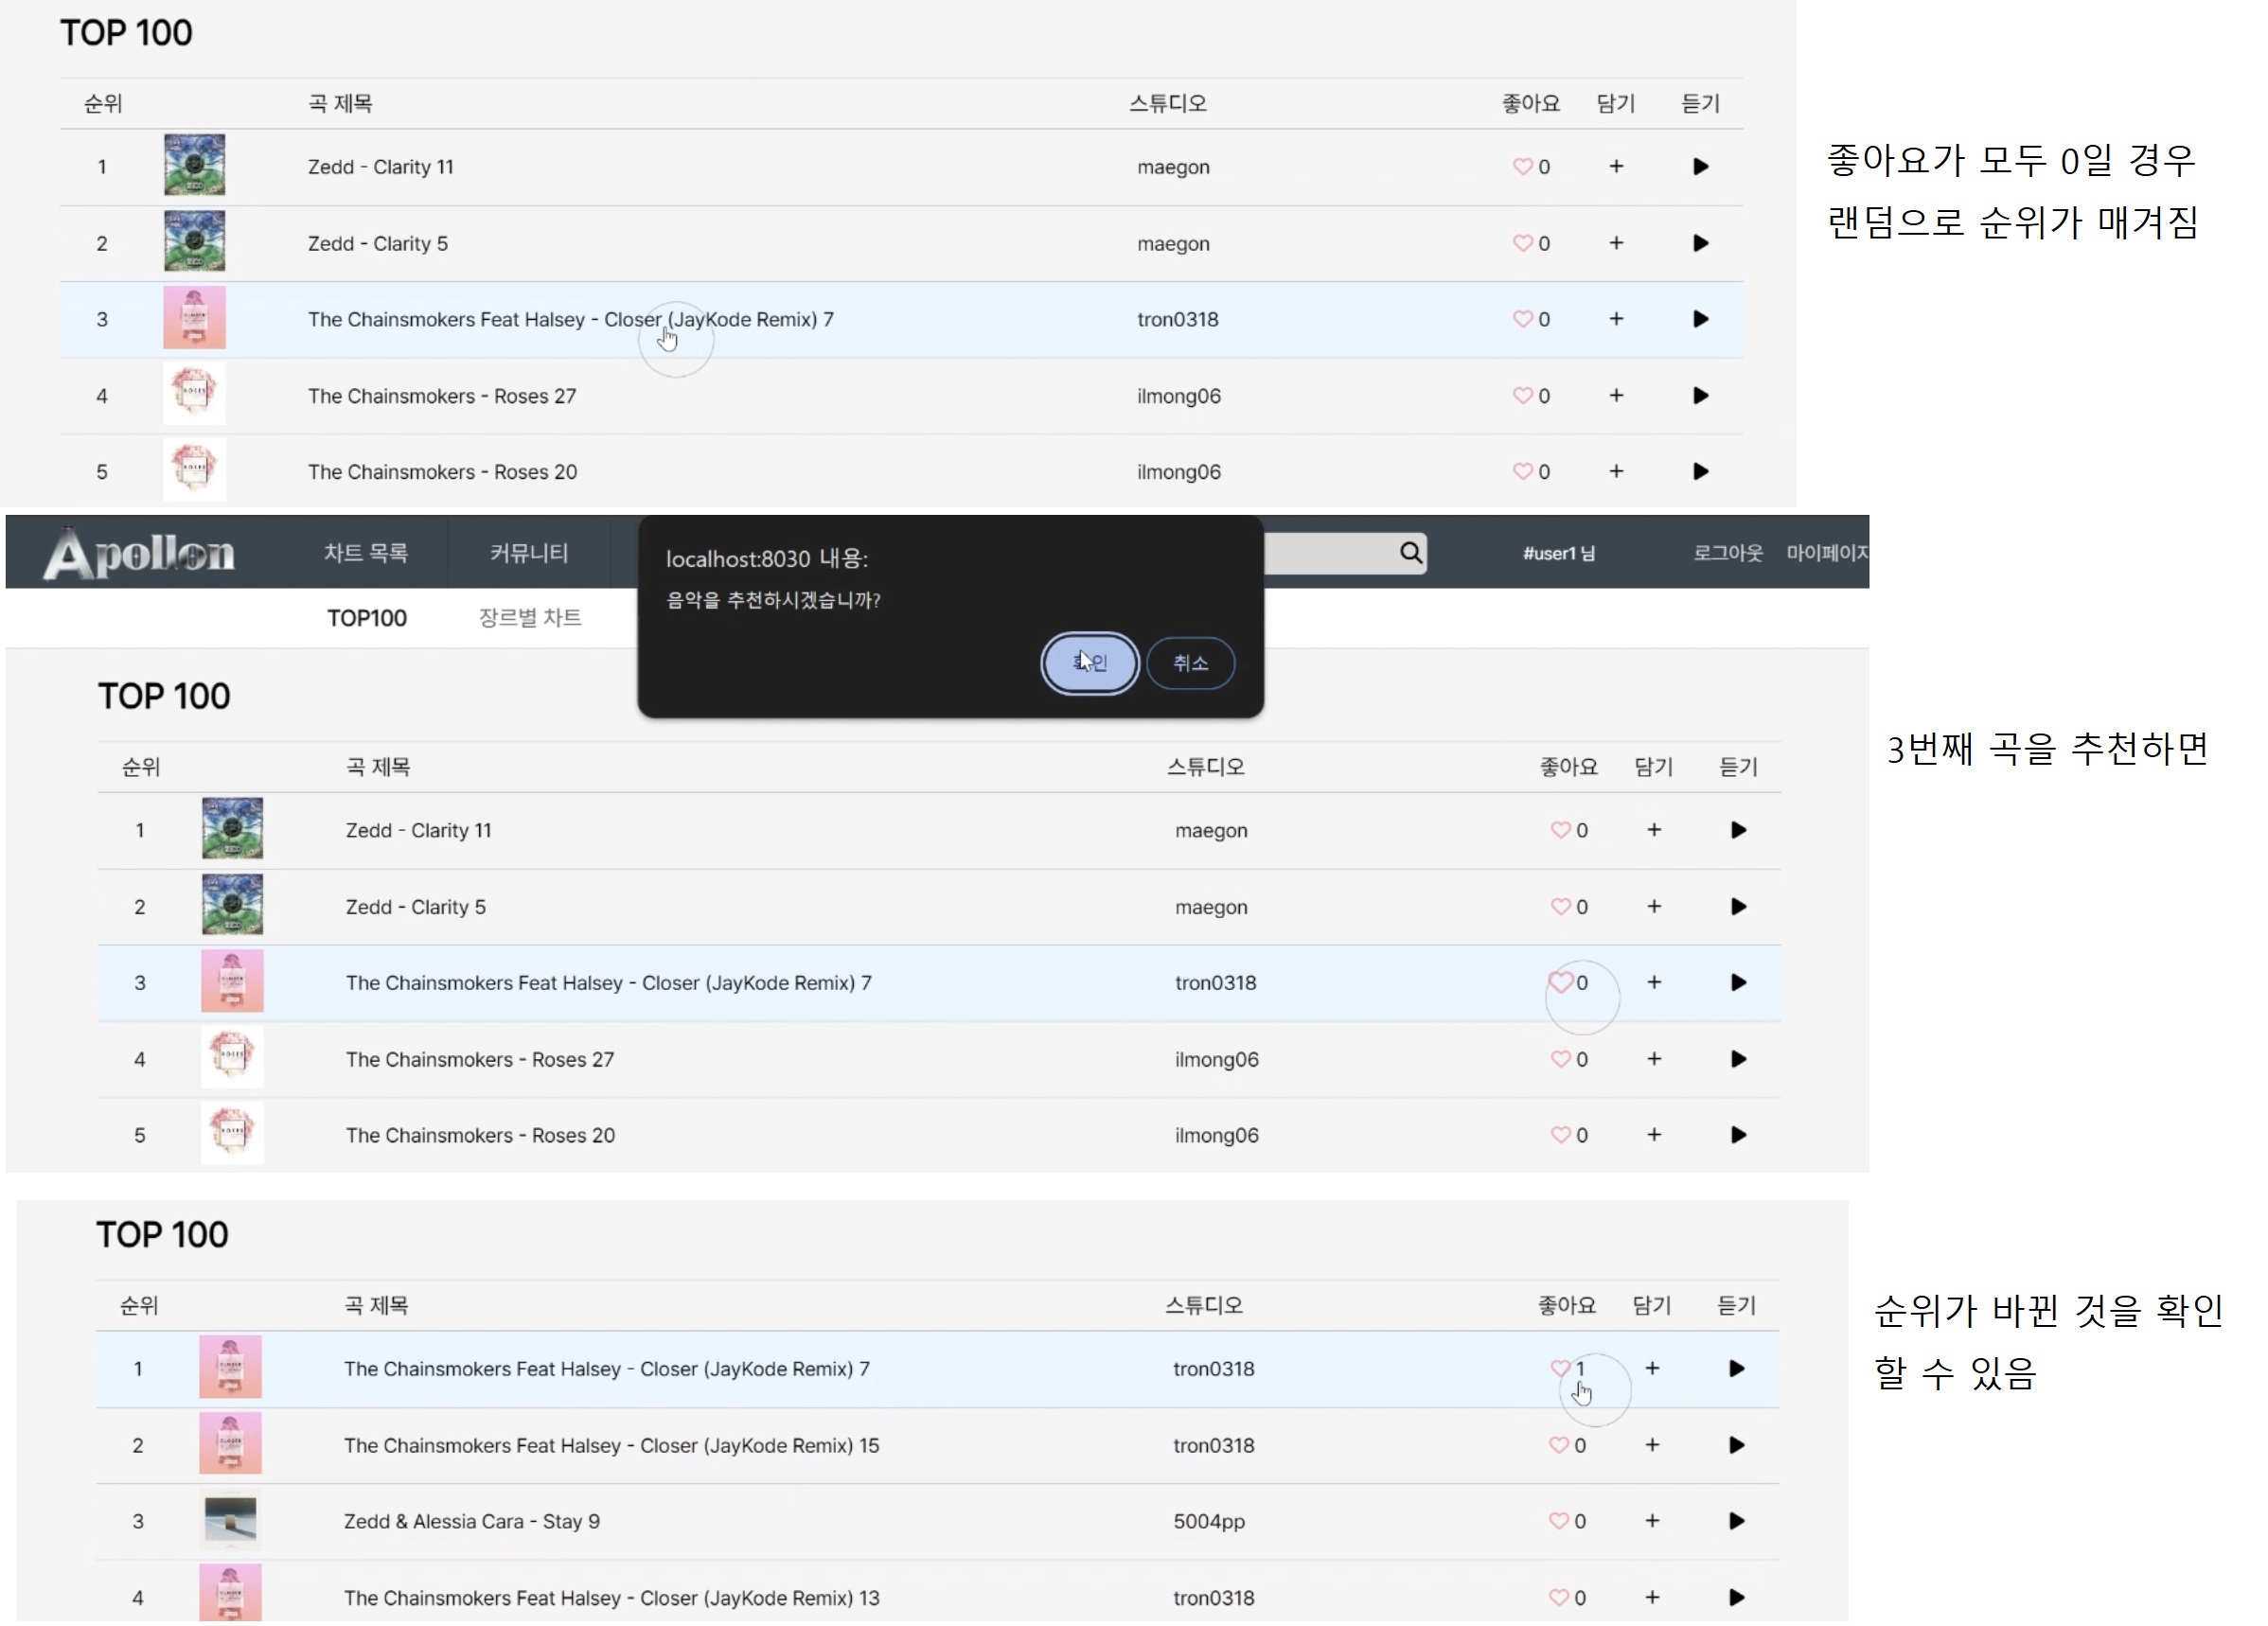 TOP 100
순위 곡 제목 스튜디오 좋아요 담기 듣기
1 Zedd - Clarity 11 maegon 0 +
2 Zedd - Clarity 5 maegon 0 +
3 The Chainsmokers Feat Halsey - Closer (JayKode Remix) 7 tron0318 0 +
4 The Chainsmokers - Roses 27 ilmong06 0 +
5 The Chainsmokers - Roses 20 ilmong06 0 +
좋아요가 모두 0일 경우
랜덤으로 순위가 매겨짐
Apollon 차트 목록 커뮤니티 #user1 님 로그아웃 마이페이지
localhost:8030 내용:
음악을 추천하시겠습니까?
확인 취소
TOP100 장르별 차트
TOP 100
순위 곡 제목 스튜디오 좋아요 담기 듣기
1 Zedd - Clarity 11 maegon 0 +
2 Zedd - Clarity 5 maegon 0 +
3 The Chainsmokers Feat Halsey - Closer (JayKode Remix) 7 tron0318 0 +
4 The Chainsmokers - Roses 27 ilmong06 0 +
5 The Chainsmokers - Roses 20 ilmong06 0 +
3번째 곡을 추천하면
TOP 100
순위 곡 제목 스튜디오 좋아요 담기 듣기
1 The Chainsmokers Feat Halsey - Closer (JayKode Remix) 7 tron0318 1 +
2 The Chainsmokers Feat Halsey - Closer (JayKode Remix) 15 tron0318 0 +
3 Zedd & Alessia Cara - Stay 9 5004pp 0 +
4 The Chainsmokers Feat Halsey - Closer (JayKode Remix) 13 tron0318 0 +
순위가 바뀐 것을 확인
할 수 있음